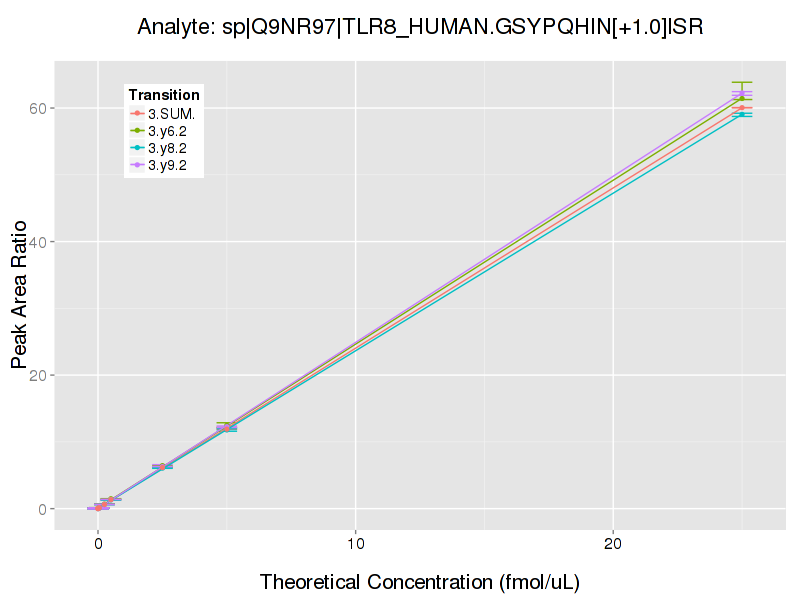 Analyte: sp|Q9NR97|TLR8_HUMAN.GSYPQHIN[+1.0]ISR
Transition
3.SUM.
3.y6.2
3.y8.2
3.y9.2
Peak Area Ratio
60
40
20
0
0
10
20
Theoretical Concentration (fmol/uL)